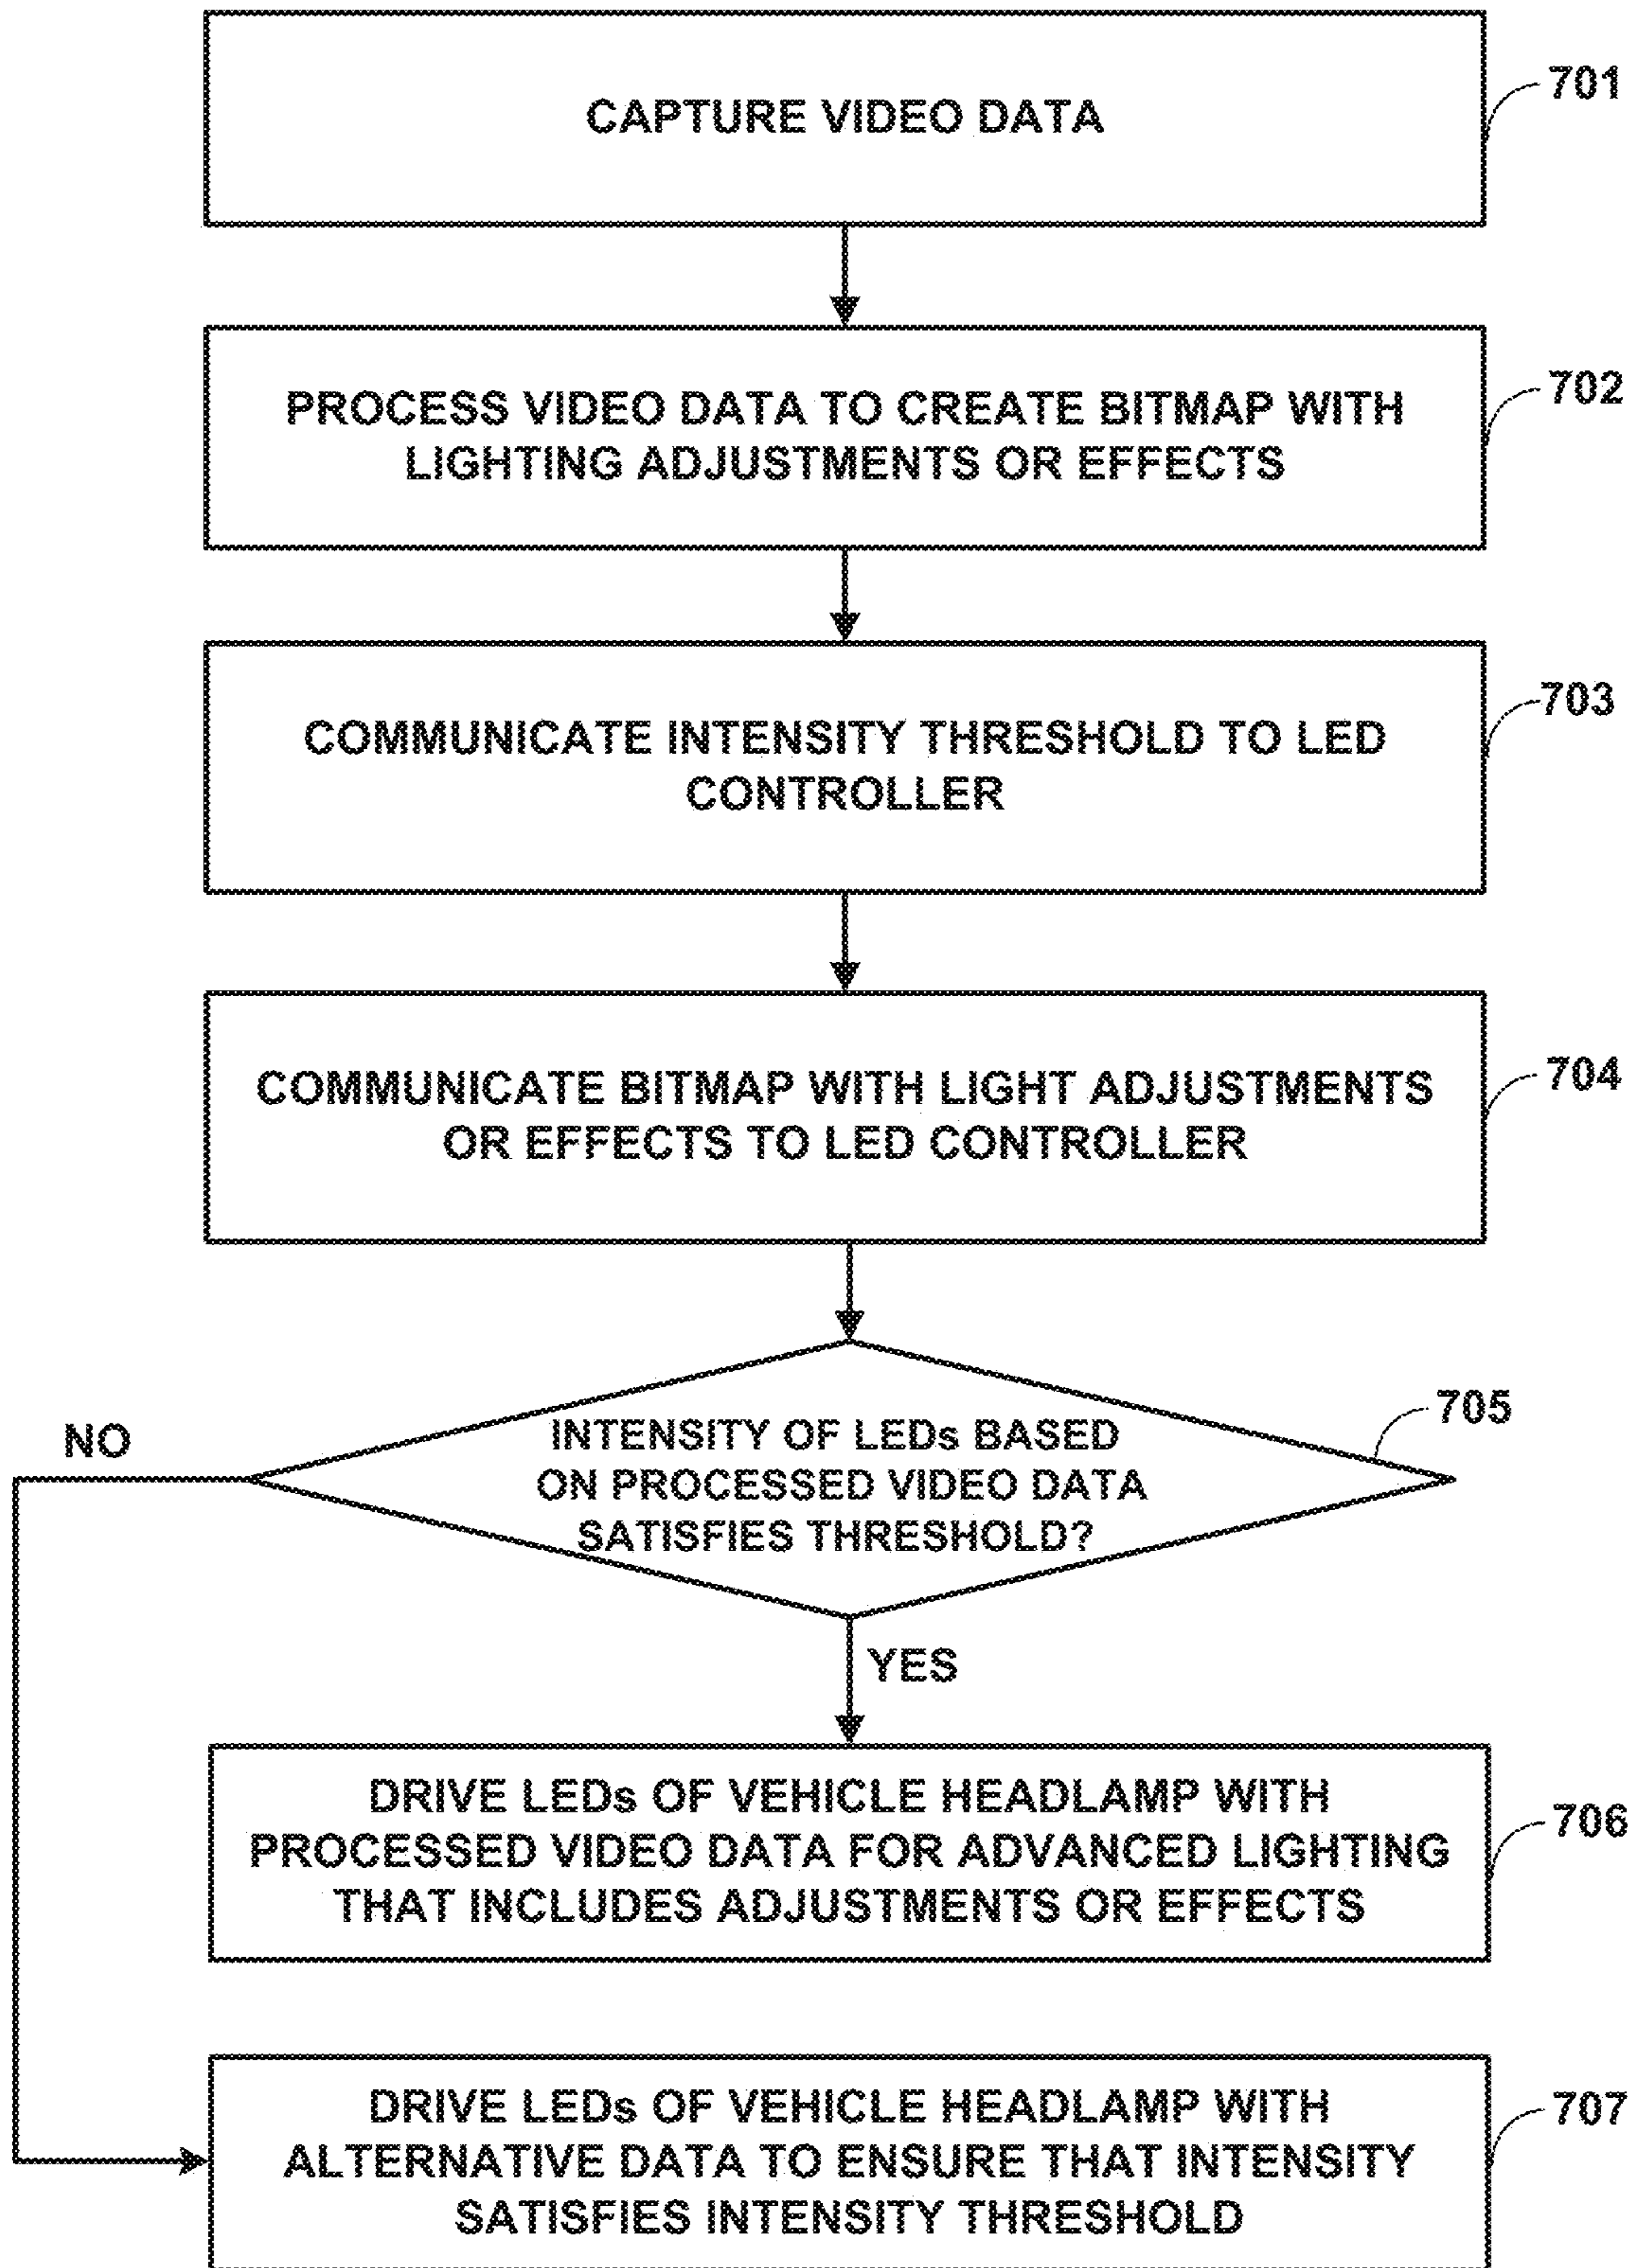 CAPTURE VIDEO DATA
701
PROCESS VIDEO DATA TO CREATE BITMAP WITH
LIGHTING ADJUSTMENTS OR EFFECTS
702
COMMUNICATE INTENSITY THRESHOLD TO LED
CONTROLLER
703
COMMUNICATE BITMAP WITH LIGHT ADJUSTMENTS
OR EFFECTS TO LED CONTROLLER
704
INTENSITY OF LEDs BASED
ON PROCESSED VIDEO DATA
SATISFIES THRESHOLD?
705
NO
YES
DRIVE LEDs OF VEHICLE HEADLAMP WITH
PROCESSED VIDEO DATA FOR ADVANCED LIGHTING
THAT INCLUDES ADJUSTMENTS OR EFFECTS
706
DRIVE LEDs OF VEHICLE HEADLAMP WITH
ALTERNATIVE DATA TO ENSURE THAT INTENSITY
SATISFIES INTENSITY THRESHOLD
707